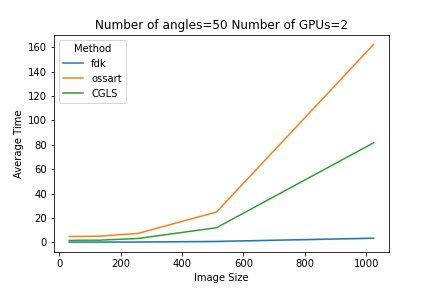 Number of angles=50 Number of GPUs=2
Method
fdk
ossart
CGLS
Average Time
160
140
120
100
80
60
40
20
0
0 200 400 600 800 1000
Image Size